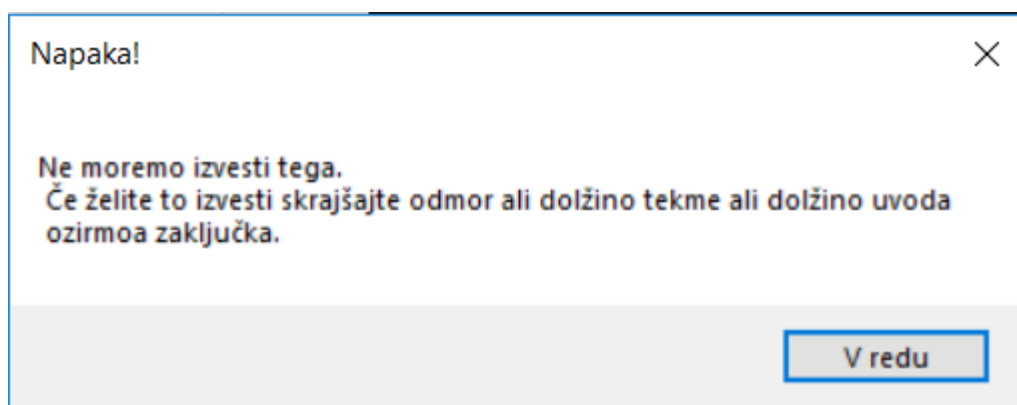 Napaka!
Ne moremo izvesti tega.
Če želite to izvesti skrajšajte odmor ali dolžino tekme ali dolžino uvoda
ozirmoa zaključka.
V redu